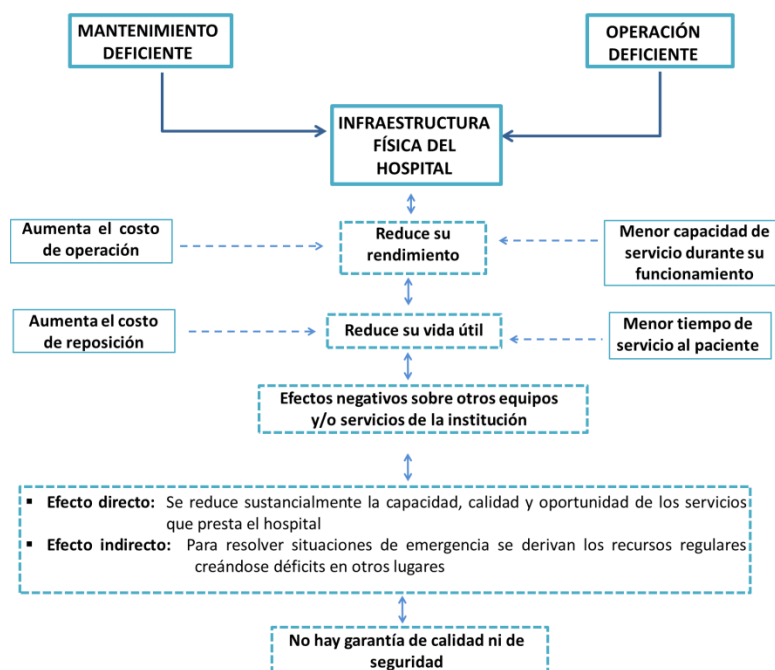 MANTENIMIENTO
DEFICIENTE
OPERACIÓN
DEFICIENTE
INFRAESTRUCTURA
FÍSICA DEL
HOSPITAL
Aumenta el costo
de operación
Reduce su
rendimiento
Menor capacidad de
servicio durante su
funcionamiento
Aumenta el costo
de reposición
Reduce su vida útil
Menor tiempo de
servicio al paciente
Efectos negativos sobre otros equipos
y/o servicios de la institución
▪ Efecto directo: Se reduce sustancialmente la capacidad, calidad y oportunidad de los servicios
que presta el hospital
▪ Efecto indirecto: Para resolver situaciones de emergencia se derivan los recursos regulares
creándose déficits en otros lugares
No hay garantía de calidad ni de
seguridad